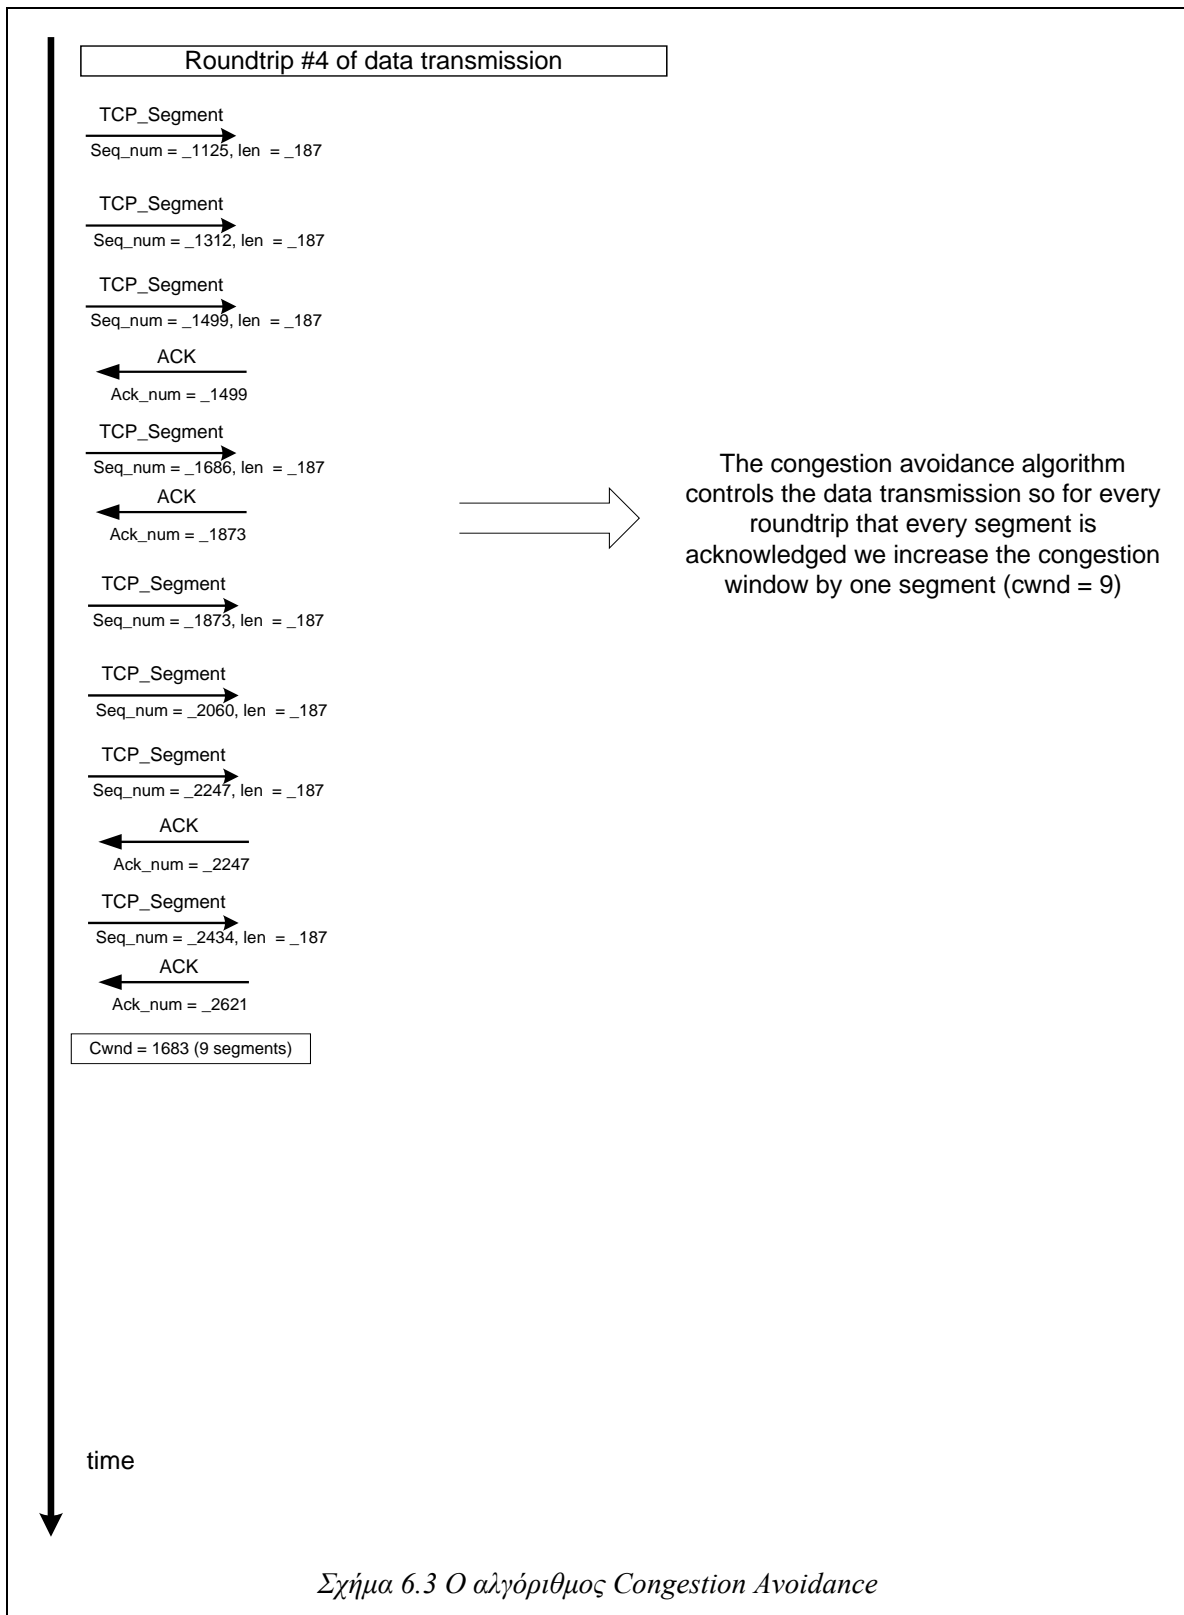 Roundtrip #4 of data transmission
TCP_Segment
Seq_num = _1125, len = _187
TCP_Segment
Seq_num = _1312, len = _187
TCP_Segment
Seq_num = _1499, len = _187
ACK
Ack_num = _1499
TCP_Segment
Seq_num = _1686, len = _187
ACK
Ack_num = _1873
The congestion avoidance algorithm
controls the data transmission so for every
roundtrip that every segment is
acknowledged we increase the congestion
window by one segment (cwnd = 9)
TCP_Segment
Seq_num = _1873, len = _187
TCP_Segment
Seq_num = _2060, len = _187
TCP_Segment
Seq_num = _2247, len = _187
ACK
Ack_num = _2247
TCP_Segment
Seq_num = _2434, len = _187
ACK
Ack_num = _2621
Cwnd = 1683 (9 segments)
time
Σχήμα 6.3 Ο αλγόριθμος Congestion Avoidance